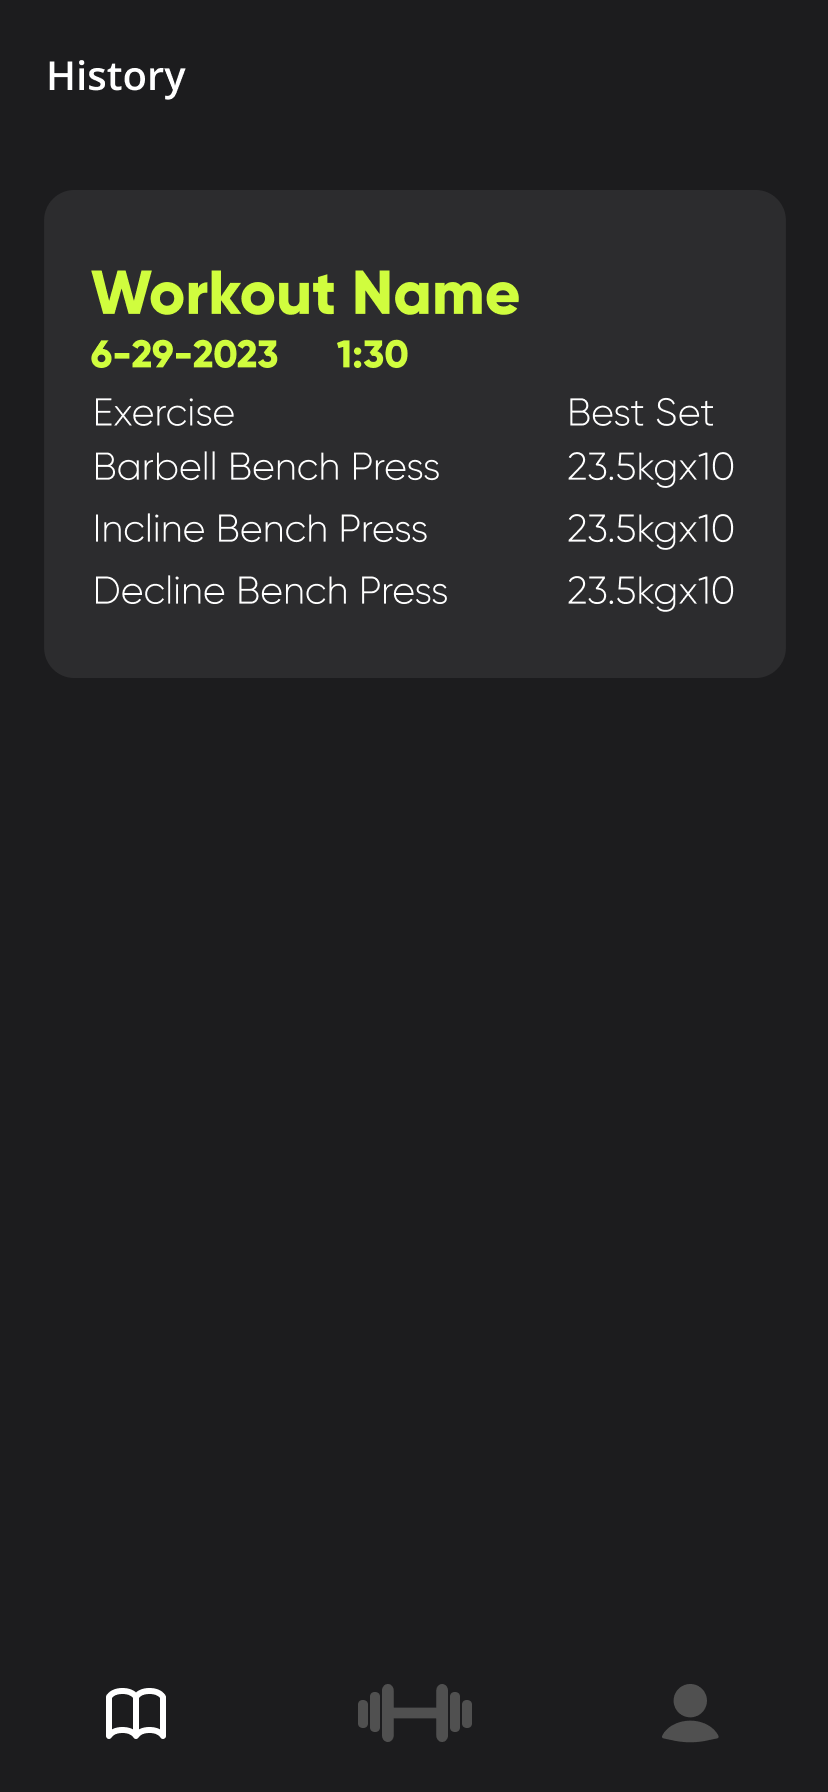 History
Workout Name
6-29-2023 1:30
Exercise Best Set
Barbell Bench Press 23.5kgx10
Incline Bench Press 23.5kgx10
Decline Bench Press 23.5kgx10